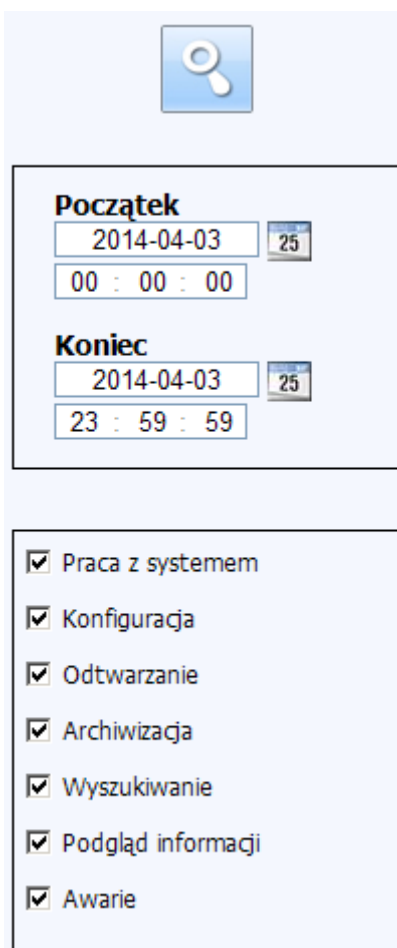 Początek
2014-04-03 25
00 : 00 : 00
Koniec
2014-04-03 25
23 : 59 : 59
Praca z systemem
Konfiguracja
Odtwarzanie
Archiwizacja
Wyszukiwanie
Podgląd informacji
Awarie